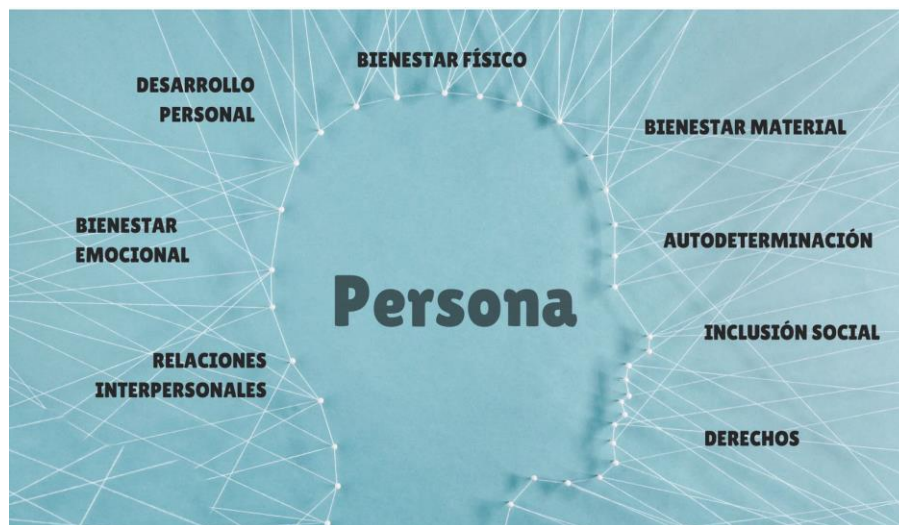 BIENESTAR FÍSICO
DESARROLLO
PERSONAL
BIENESTAR MATERIAL
BIENESTAR
EMOCIONAL
AUTODETERMINACIÓN
Persona
INCLUSIÓN SOCIAL
RELACIONES
INTERPERSONALES
DERECHOS